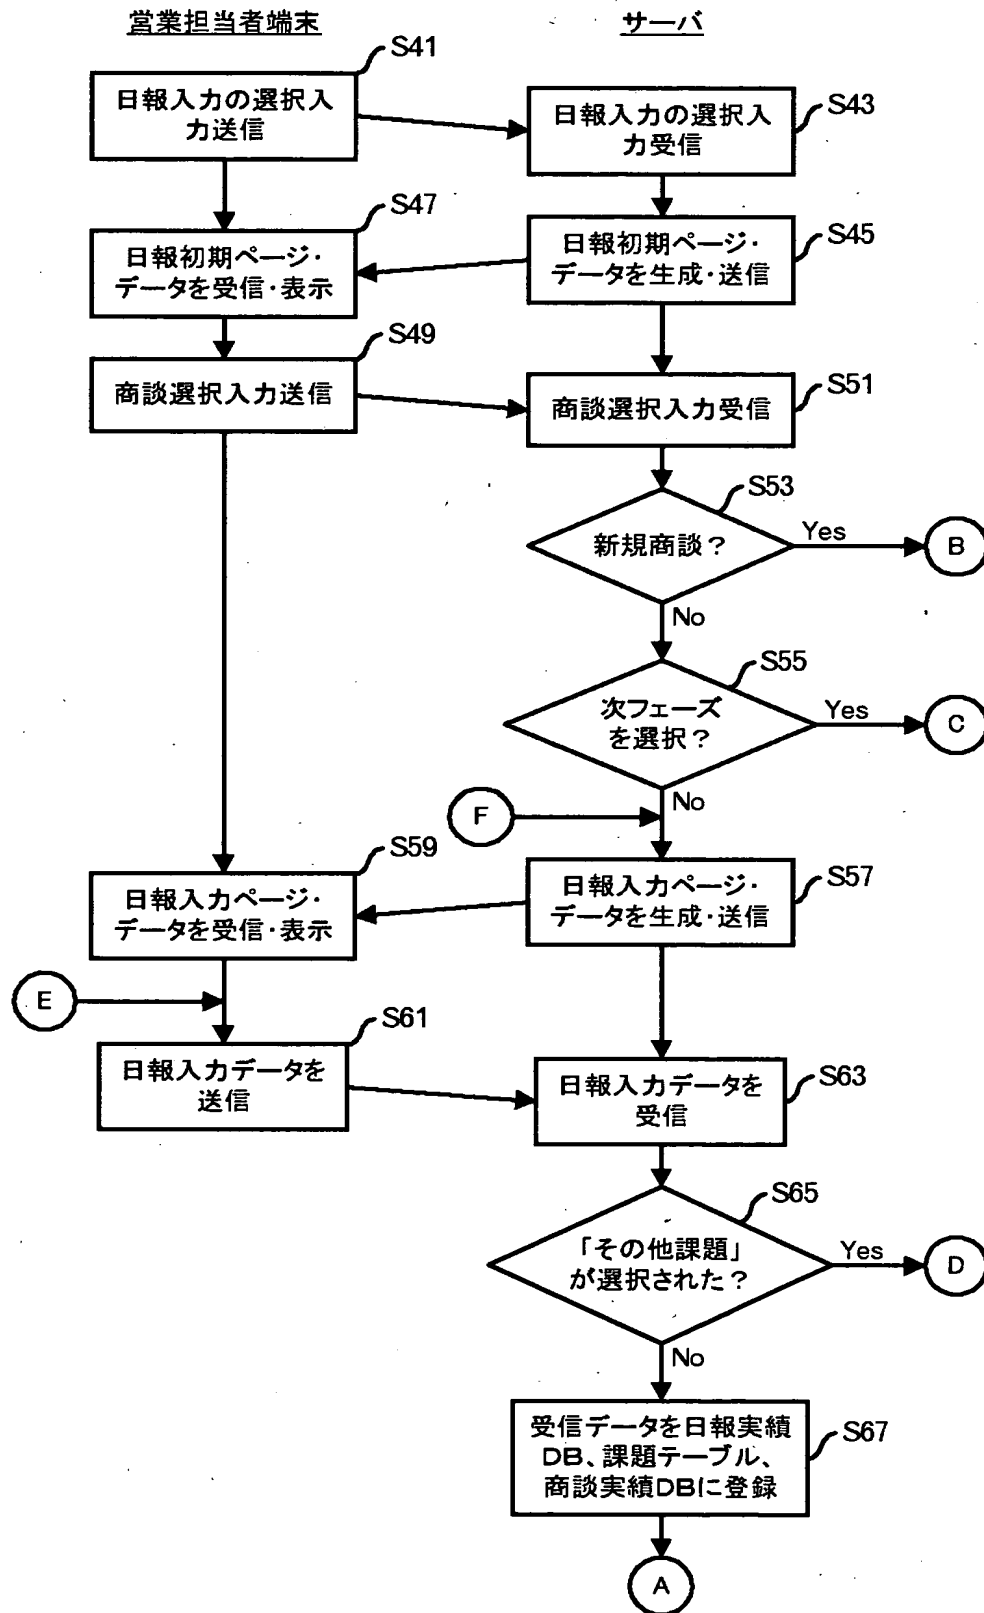 営業担当者端末
サーバ
S41
日報入力の選択入
力送信
S43
日報入力の選択入
力受信
S47
日報初期ページ・
データを受信・表示
S45
日報初期ページ・
データを生成・送信
S49
商談選択入力送信
S51
商談選択入力受信
S53
新規商談？
Yes
B
No
S55
次フェーズ
を選択？
Yes
C
No
F
S59
日報入力ページ・
データを受信・表示
S57
日報入力ページ・
データを生成・送信
E
S61
日報入力データを
送信
S63
日報入力データを
受信
S65
「その他課題」
が選択された？
Yes
D
No
S67
受信データを日報実績
DB、課題テーブル、
商談実績DBに登録
A